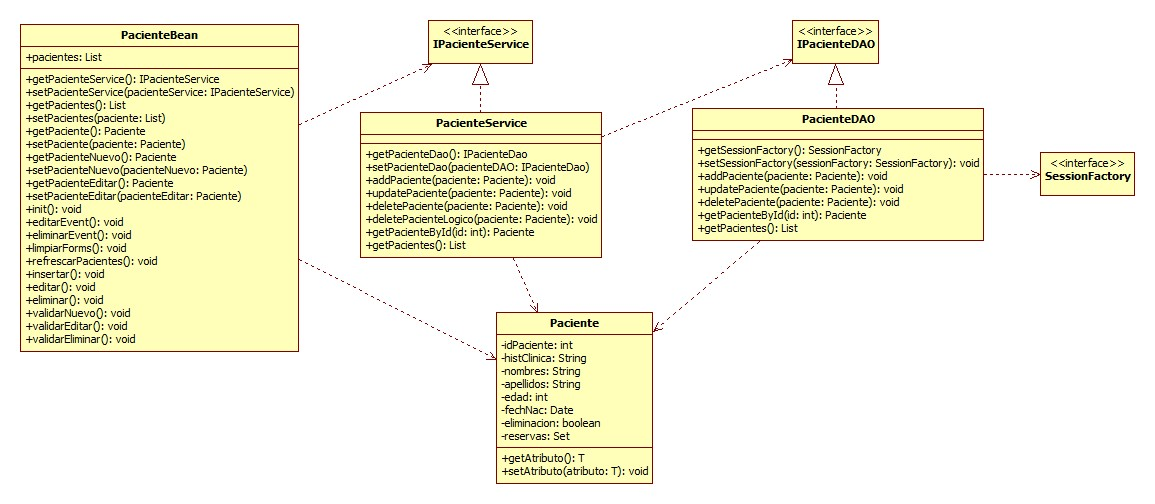 PacienteBean
+pacientes: List
+getPacienteService(): IPacienteService
+setPacienteService(pacienteService: IPacienteService)
+getPacientes(): List
+setPacientes(paciente: List)
+getPaciente(): Paciente
+setPaciente(paciente: Paciente)
+getPacienteNuevo(): Paciente
+setPacienteNuevo(pacienteNuevo: Paciente)
+getPacienteEditar(): Paciente
+setPacienteEditar(pacienteEditar: Paciente)
+init(): void
+editarEvent(): void
+eliminarEvent(): void
+limpiarForms(): void
+refrescarPacientes(): void
+insertar(): void
+editar(): void
+eliminar(): void
+validarNuevo(): void
+validarEditar(): void
+validarEliminar(): void
<<interface>>
IPacienteService
PacienteService
+getPacienteDao(): IPacienteDao
+setPacienteDao(pacienteDAO: IPacienteDao)
+addPaciente(paciente: Paciente): void
+updatePaciente(paciente: Paciente): void
+deletePaciente(paciente: Paciente): void
+deletePacienteLogico(paciente: Paciente): void
+getPacienteById(id: int): Paciente
+getPacientes(): List
<<interface>>
IPacienteDAO
PacienteDAO
+getSessionFactory(): SessionFactory
+setSessionFactory(sessionFactory: SessionFactory): void
+addPaciente(paciente: Paciente): void
+updatePaciente(paciente: Paciente): void
+deletePaciente(paciente: Paciente): void
+getPacienteById(id: int): Paciente
+getPacientes(): List
<<interface>>
SessionFactory
Paciente
-idPaciente: int
-histClinica: String
-nombres: String
-apellidos: String
-edad: int
-fechNac: Date
-eliminacion: boolean
-reservas: Set
+getAtributo(): T
+setAtributo(atributo: T): void